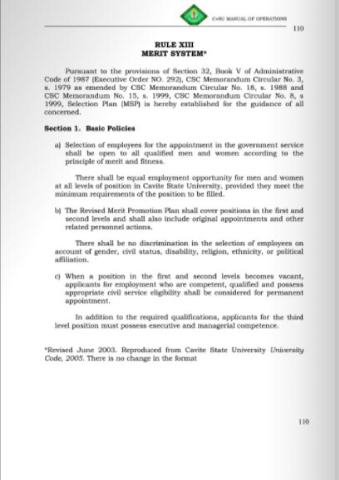 CvSU MANUAL OF OPERATIONS
110
RULE XIII
MERIT SYSTEM*
Pursuant to the provisions of Section 32, Book V of Administrative
Code of 1987 (Executive Order NO. 292), CSC Memorandum Circular No. 3,
s. 1979 as emended by CSC Memorandum Circular No. 18, s. 1988 and
CSC Memorandum No. 15, s. 1999, CSC Memorandum Circular No. 8, s
1999, Selection Plan (MSP) is hereby established for the guidance of all
concerned.
Section 1. Basic Policies
a) Selection of employees for the appointment in the government service
shall be open to all qualified men and women according to the
principle of merit and fitness.
There shall be equal employment opportunity for men and women
at all levels of position in Cavite State University, provided they meet the
minimum requirements of the position to be filled.
b) The Revised Merit Promotion Plan shall cover positions in the first and
second levels and shall also include original appointments and other
related personnel actions.
There shall be no discrimination in the selection of employees on
account of gender, civil status, disability, religion, ethnicity, or political
affiliation.
c) When a position in the first and second levels becomes vacant,
applicants for employment who are competent, qualified and possess
appropriate civil service eligibility shall be considered for permanent
appointment.
In addition to the required qualifications, applicants for the third
level position must possess executive and managerial competence.
*Revised June 2003. Reproduced from Cavite State University University
Code, 2005. There is no change in the format
110